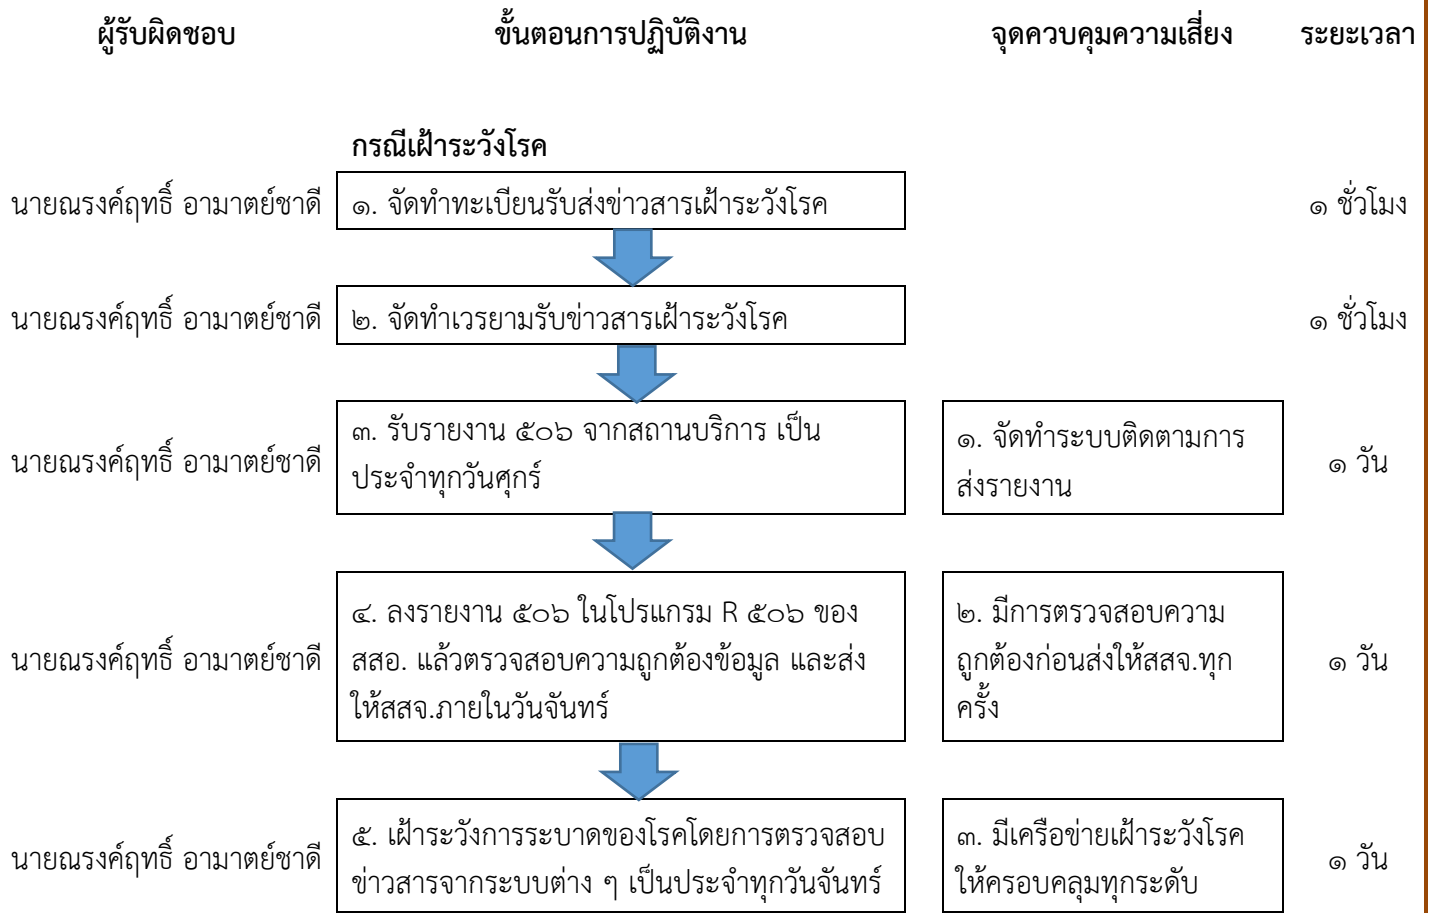 ผู้รับผิดชอบ ขั้นตอนการปฏิบัติงาน จุดควบคุมความเสี่ยง ระยะเวลา
กรณีเฝ้าระวังโรค
นายณรงค์ฤทธิ์ อามาตย์ชาดี ๑. จัดทำทะเบียนรับส่งข่าวสารเฝ้าระวังโรค ๑ ชั่วโมง
นายณรงค์ฤทธิ์ อามาตย์ชาดี ๒. จัดทำเวรยามรับข่าวสารเฝ้าระวังโรค ๑ ชั่วโมง
นายณรงค์ฤทธิ์ อามาตย์ชาดี
๓. รับรายงาน ๕๐๖ จากสถานบริการ เป็น
ประจำทุกวันศุกร์
๑. จัดทำระบบติดตามการ
ส่งรายงาน
๑ วัน
นายณรงค์ฤทธิ์ อามาตย์ชาดี
๔. ลงรายงาน ๕๐๖ ในโปรแกรม R ๕๐๖ ของ
สสอ. แล้วตรวจสอบความถูกต้องข้อมูล และส่ง
ให้สสจ.ภายในวันจันทร์
๒. มีการตรวจสอบความ
ถูกต้องก่อนส่งให้สสจ.ทุก
ครั้ง
๑ วัน
นายณรงค์ฤทธิ์ อามาตย์ชาดี
๕. เฝ้าระวังการระบาดของโรคโดยการตรวจสอบ
ข่าวสารจากระบบต่าง ๆ เป็นประจำทุกวันจันทร์
๓. มีเครือข่ายเฝ้าระวังโรค
ให้ครอบคลุมทุกระดับ
๑ วัน